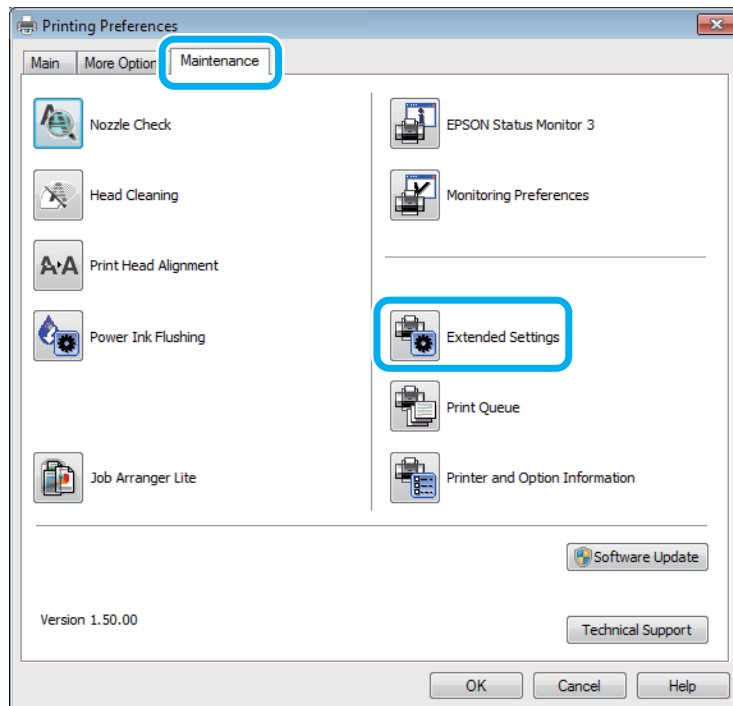 Printing Preferences
Main
More Option
Maintenance
Nozzle Check
Head Cleaning
A A
Print Head Alignment
Power Ink Flushing
Job Arranger Lite
EPSON Status Monitor 3
Monitoring Preferences
Extended Settings
Print Queue
Printer and Option Information
Software Update
Version 1.50.00
Technical Support
OK
Cancel
Help